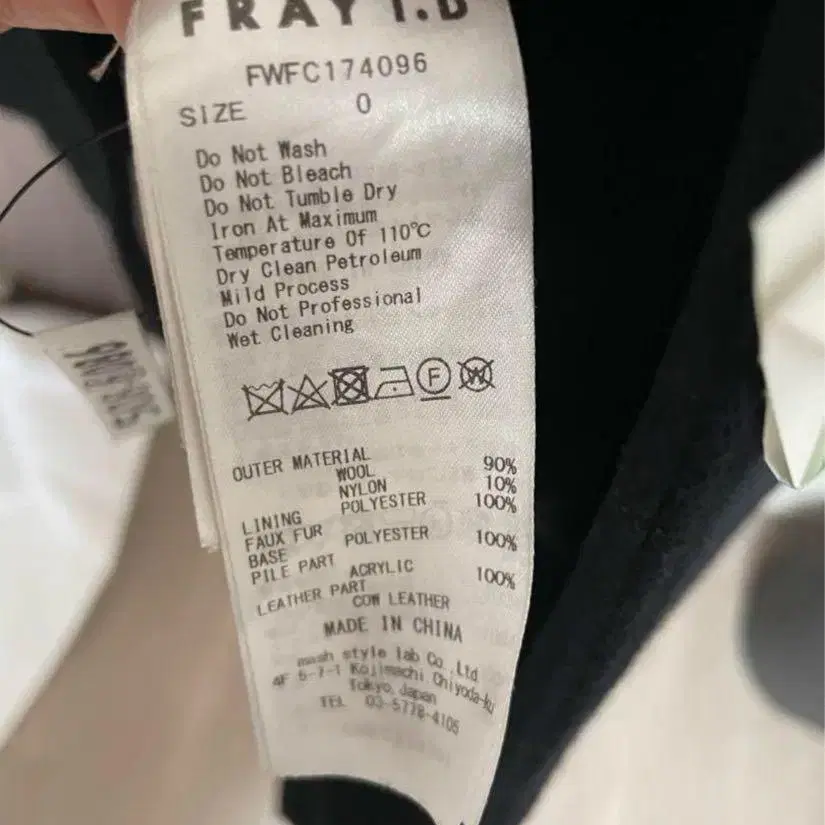 FRAY I.D
FWFC174096
SIZE 0
Do Not Wash
Do Not Bleach
Do Not Tumble Dry
Iron At Maximum
Temperature Of 110℃
Dry Clean Petroleum
Mild Process
Do Not Professional
Wet Cleaning
F W
OUTER MATERIAL
WOOL 90%
NYLON 10%
LINING POLYESTER 100%
FAUX FUR
BASE POLYESTER 100%
PILE PART ACRYLIC 100%
LEATHER PART
COW LEATHER
MADE IN CHINA
mash style lab Co.,Ltd
4F 5-7-1 Kojimachi, Chiyoda-ku
Tokyo, Japan
TEL 03-5778-4105